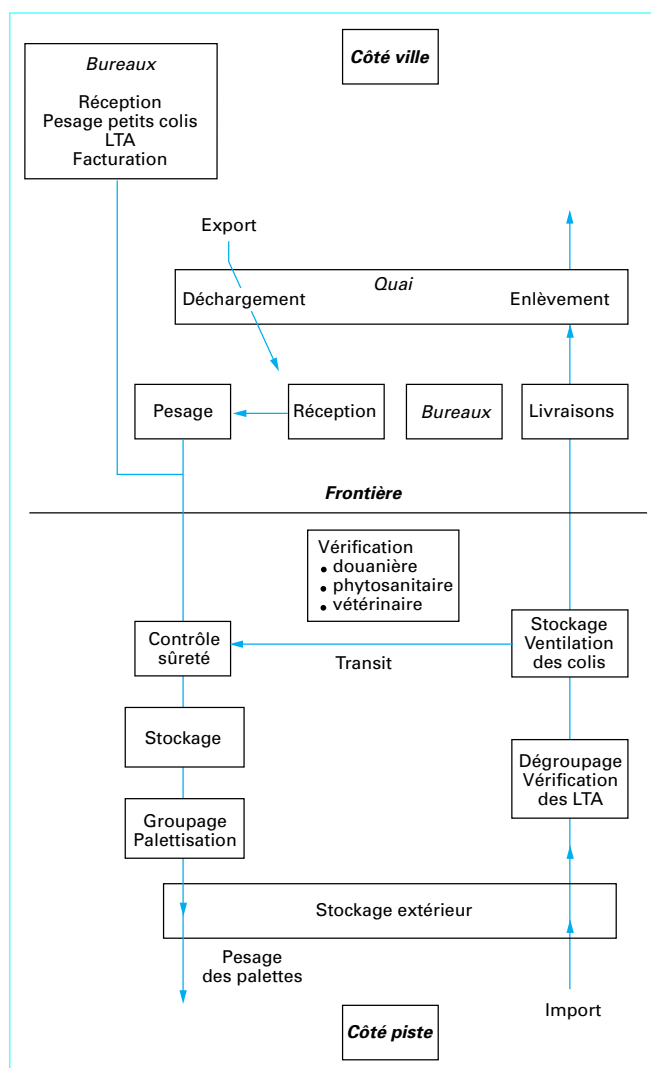 Côté ville
Bureaux
Réception
Pesage petits colis
LTA
Facturation
Export
Quai
Déchargement
Enlèvement
Pesage
Réception
Bureaux
Livraisons
Frontière
Vérification
• douanière
• phytosanitaire
• vétérinaire
Contrôle
sûreté
Transit
Stockage
Ventilation
des colis
Stockage
Dégroupage
Vérification
des LTA
Groupage
Palettisation
Stockage extérieur
Pesage
des palettes
Import
Côté piste